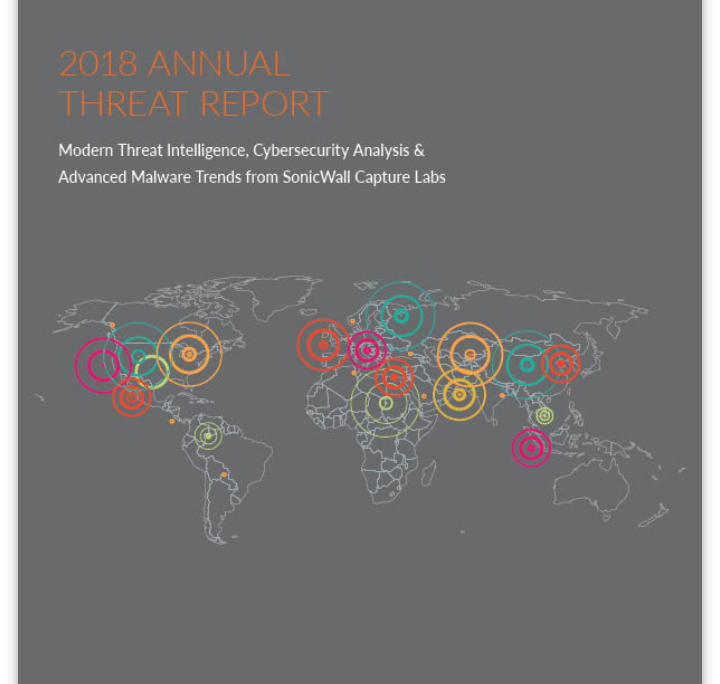 2018 ANNUAL
THREAT REPORT
Modern Threat Intelligence, Cybersecurity Analysis &
Advanced Malware Trends from SonicWall Capture Labs